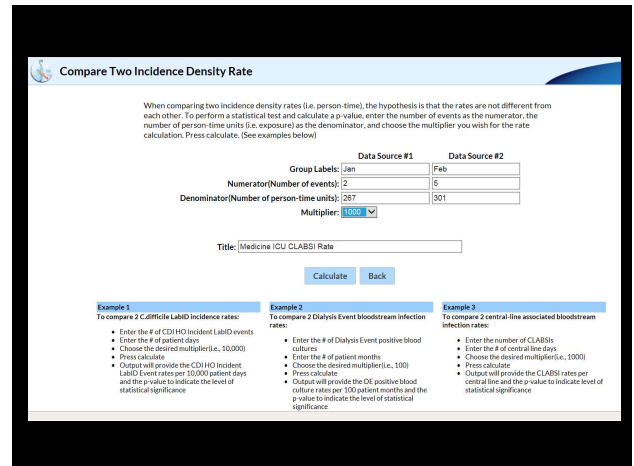 Compare Two Incidence Density Rate
When comparing two incidence density rates (i.e. person-time), the hypothesis is that the rates are not different from
each other. To perform a statistical test and calculate a p-value, enter the number of events as the numerator, the
number of person-time units (i.e. exposure) as the denominator, and choose the multiplier you wish for the rate
calculation. Press calculate. (See examples below)
Data Source #1 Data Source #2
Group Labels: Jan Feb
Numerator(Number of events): 2 5
Denominator(Number of person-time units): 267 301
Multiplier: 1000
Title: Medicine ICU CLABSI Rate
Calculate Back
Example 1
To compare 2 C.difficile LabID incidence rates:
• Enter the # of CDI HO Incident LabID events
• Enter the # of patient days
• Choose the desired multiplier(i.e., 10,000)
• Press calculate
• Output will provide the CDI HO Incident
LabID Event rates per 10,000 patient days
and the p-value to indicate the level of
statistical significance
Example 2
To compare 2 Dialysis Event bloodstream infection
rates:
• Enter the # of Dialysis Event positive blood
cultures
• Enter the # of patient months
• Choose the desired multiplier(i.e., 100)
• Press calculate
• Output will provide the DE positive blood
culture rates per 100 patient months and the
p-value to indicate the level of statistical
significance
Example 3
To compare 2 central-line associated bloodstream
infection rates:
• Enter the number of CLABSIs
• Enter the # of central line days
• Choose the desired multiplier(i.e., 1000)
• Press calculate
• Output will provide the CLABSI rates per
central line and the p-value to indicate level of
statistical significance